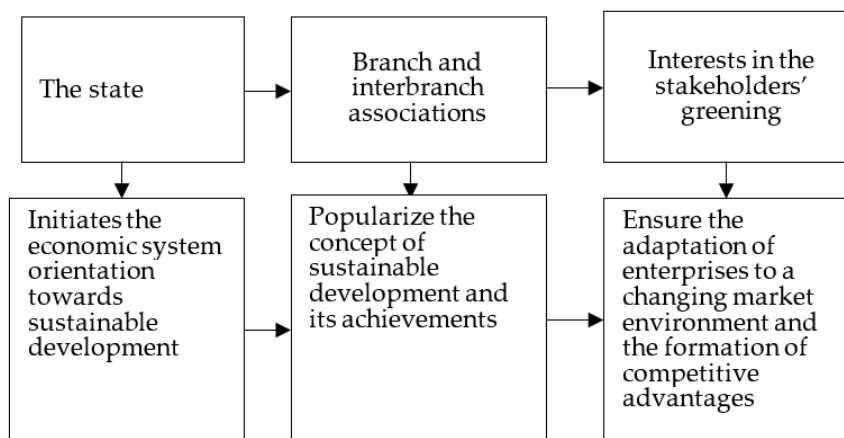 The state
Branch and
interbranch
associations
Interests in the
stakeholders’
greening
Initiates the
economic system
orientation
towards
sustainable
development
Popularize the
concept of
sustainable
development and
its achievements
Ensure the
adaptation of
enterprises to a
changing market
environment and
the formation of
competitive
advantages